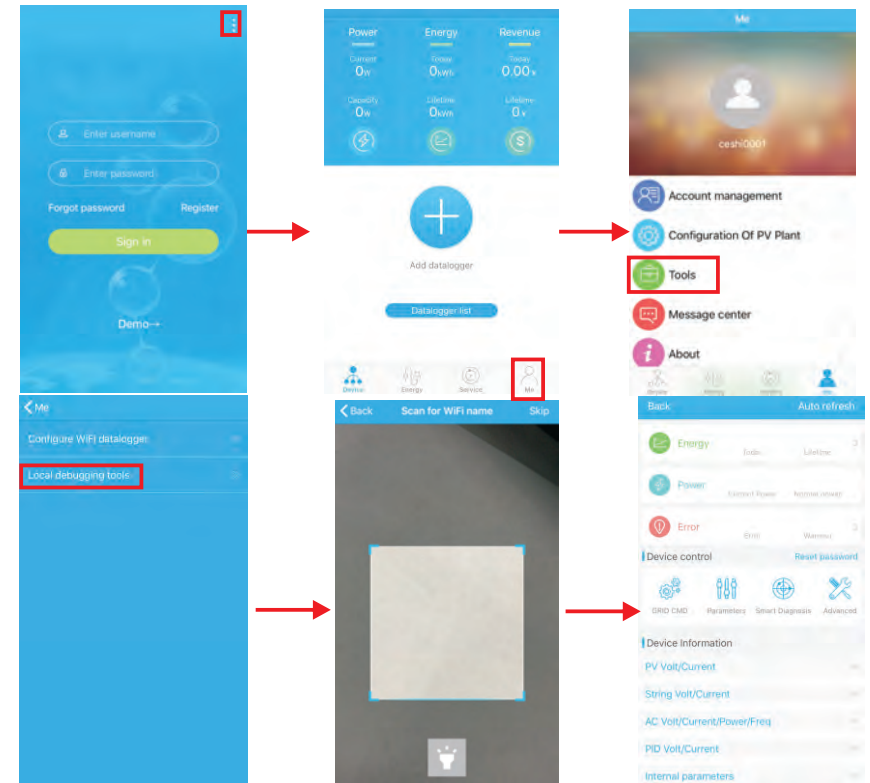 Enter username
Enter password
Forgot password Register
Sign in
Demo→
Power Energy Revenue
Current Today Today
0w 0kwh 0.00¥
Capacity Lifetime Lifetime
0w 0kwh 0¥
Add datalogger
Datalogger list
Device Energy Service Me
Me
ceshi0001
Account management
Configuration Of PV Plant
Tools
Message center
About
Me
Me
Configure WiFi datalogger
Local debugging tools
Back Scan for WiFi name Skip
Back Auto refresh
Energy Lifetime
Power Current Power Normal power
Error Error Warning
Device control Reset password
GRID CMD Parameters Smart Diagnosis Advanced
Device Information
PV Volt/Current
String Volt/Current
AC Volt/Current/Power/Freq
PID Volt/Current
Internal parameters